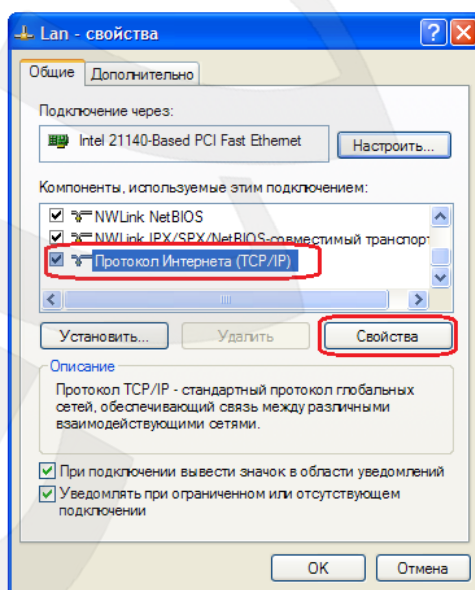 Lan - свойства
Общие
Дополнительно
Подключение через:
Intel 21140-Based PCI Fast Ethernet
Настроить...
Компоненты, используемые этим подключением:
NWLink NetBIOS
NWLink IPX/SPX/NetBIOS-совместимый транспорт
Протокол Интернета (TCP/IP)
Установить...
Удалить
Свойства
Описание
Протокол TCP/IP - стандартный протокол глобальных
сетей, обеспечивающий связь между различными
взаимодействующими сетями.
При подключении вывести значок в области уведомлений
Уведомлять при ограниченном или отсутствующем
подключении
OK
Отмена